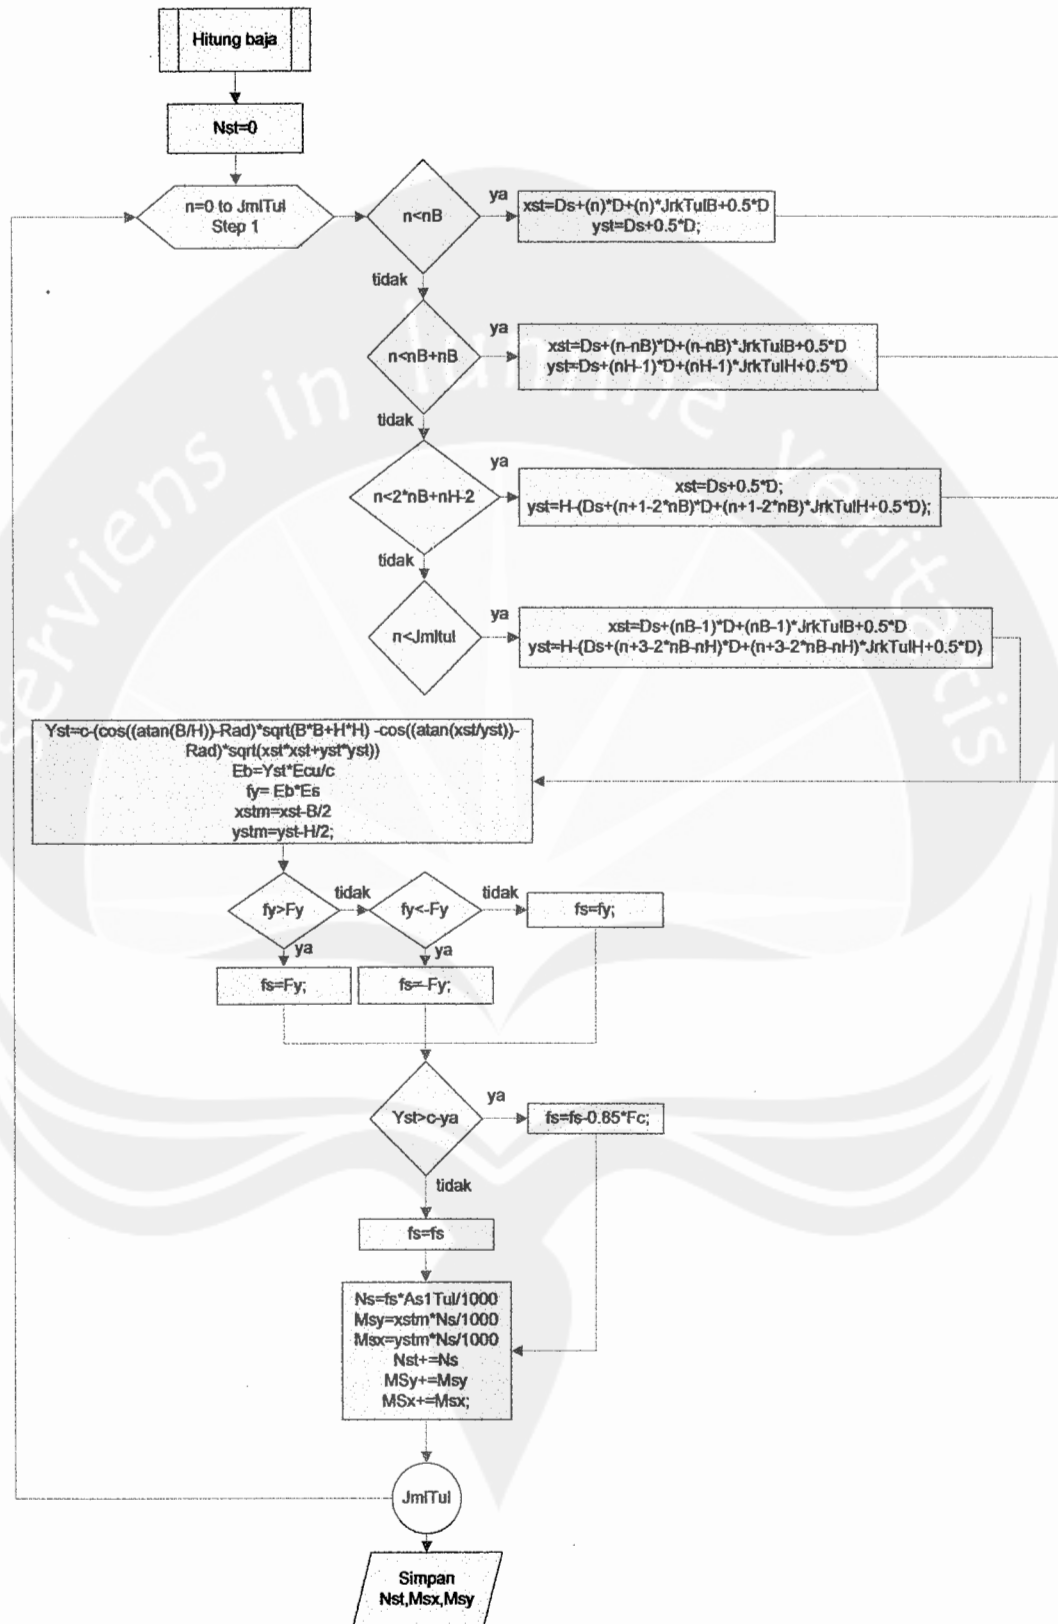 Hitung baja
Nst=0
n=0 to JmlTul
Step 1
n<nB
ya
xst=Ds+(n)*D+(n)*JrkTulB+0.5*D
yst=Ds+0.5*D;
tidak
n<nB+nB
ya
xst=Ds+(n-nB)*D+(n-nB)*JrkTulB+0.5*D
yst=Ds+(nH-1)*D+(nH-1)*JrkTulH+0.5*D
tidak
n<2*nB+nH-2
ya
xst=Ds+0.5*D;
yst=H-(Ds+(n+1-2*nB)*D+(n+1-2*nB)*JrkTulH+0.5*D);
tidak
n<Jmltul
ya
xst=Ds+(nB-1)*D+(nB-1)*JrkTulB+0.5*D
yst=H-(Ds+(n+3-2*nB-nH)*D+(n+3-2*nB-nH)*JrkTulH+0.5*D)
Yst=c-(cos((atan(B/H))-Rad)*sqrt(B*B+H*H) -cos((atan(xst/yst))-
Rad)*sqrt(xst*xst+yst*yst))
Eb=Yst*Ecu/c
fy= Eb*Es
xstm=xst-B/2
ystm=yst-H/2;
fy>Fy
tidak
fy<-Fy
tidak
fs=fy;
ya
ya
fs=Fy;
fs=-Fy;
Yst>c-ya
ya
fs=fs-0.85*Fc;
tidak
fs=fs
Ns=fs*As1Tul/1000
Msy=xstm*Ns/1000
Msx=ystm*Ns/1000
Nst+=Ns
MSy+=Msy
MSx+=Msx;
JmlTul
Simpan
Nst,Msx,Msy
serviens in lumine veritatis